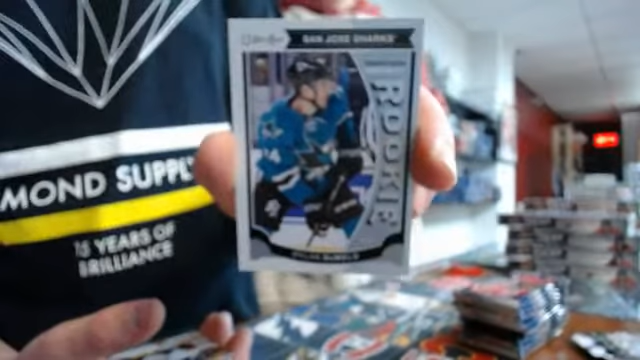 SAN JOSE SHARKS
ROOKIE
MOND SUPPLY
15 YEARS OF
BRILLIANCE